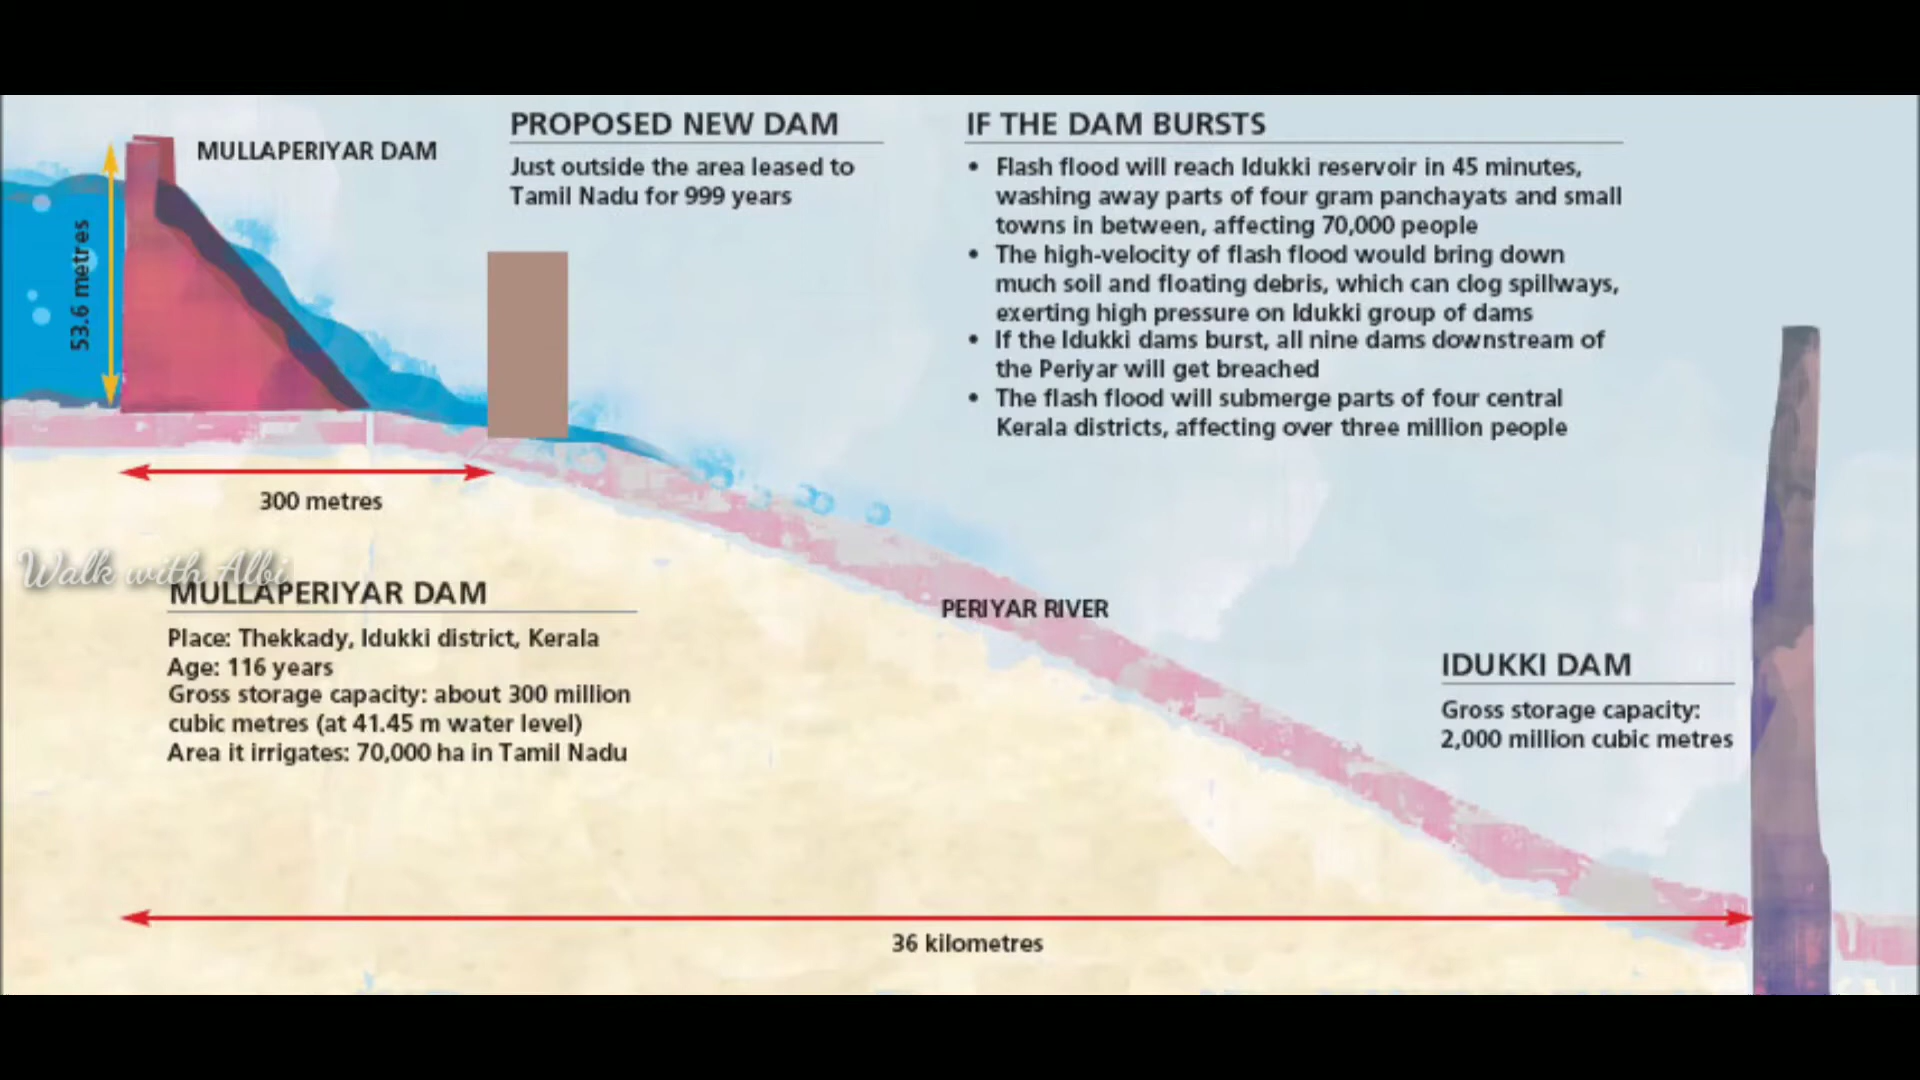 MULLAPERIYAR DAM
53.6 metres
300 metres
PROPOSED NEW DAM
Just outside the area leased to
Tamil Nadu for 999 years
IF THE DAM BURSTS
• Flash flood will reach Idukki reservoir in 45 minutes,
washing away parts of four gram panchayats and small
towns in between, affecting 70,000 people
• The high-velocity of flash flood would bring down
much soil and floating debris, which can clog spillways,
exerting high pressure on Idukki group of dams
• If the Idukki dams burst, all nine dams downstream of
the Periyar will get breached
• The flash flood will submerge parts of four central
Kerala districts, affecting over three million people
Walk with Albi
MULLAPERIYAR DAM
Place: Thekkady, Idukki district, Kerala
Age: 116 years
Gross storage capacity: about 300 million
cubic metres (at 41.45 m water level)
Area it irrigates: 70,000 ha in Tamil Nadu
PERIYAR RIVER
IDUKKI DAM
Gross storage capacity:
2,000 million cubic metres
36 kilometres